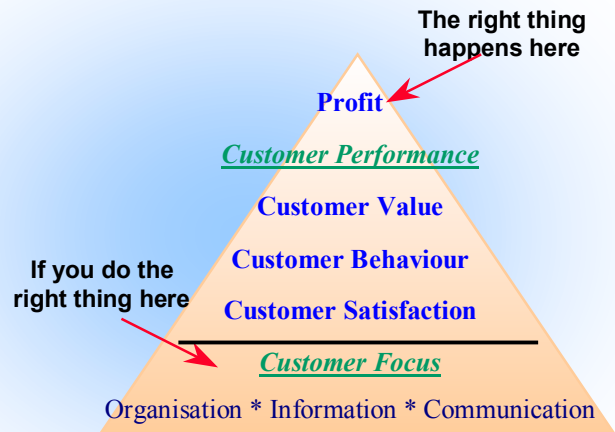 The right thing
happens here
Profit
Customer Performance
Customer Value
Customer Behaviour
If you do the
right thing here
Customer Satisfaction
Customer Focus
Organisation * Information * Communication